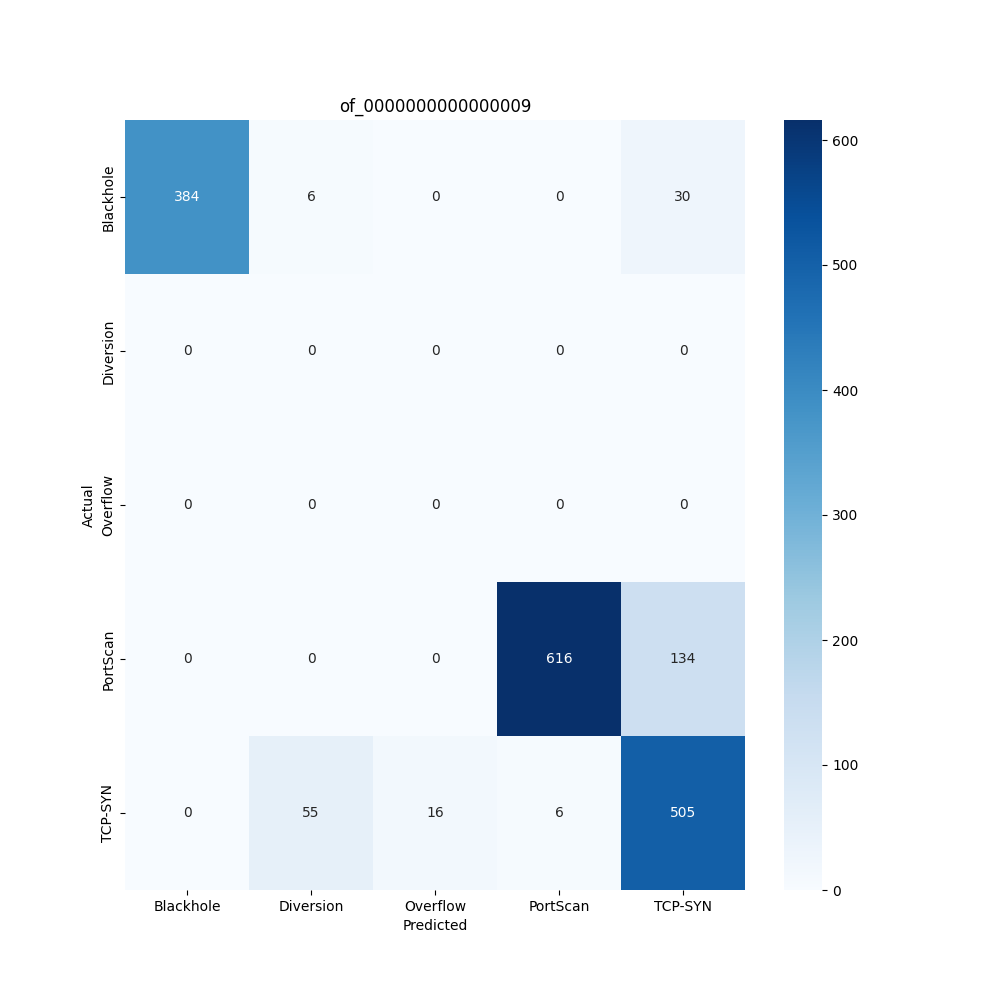 of_0000000000000009
Blackhole 384 6 0 0 30
Diversion 0 0 0 0 0
Overflow 0 0 0 0 0
PortScan 0 0 0 616 134
TCP-SYN 0 55 16 6 505
Actual
Blackhole Diversion Overflow PortScan TCP-SYN
Predicted
600
500
400
300
200
100
0